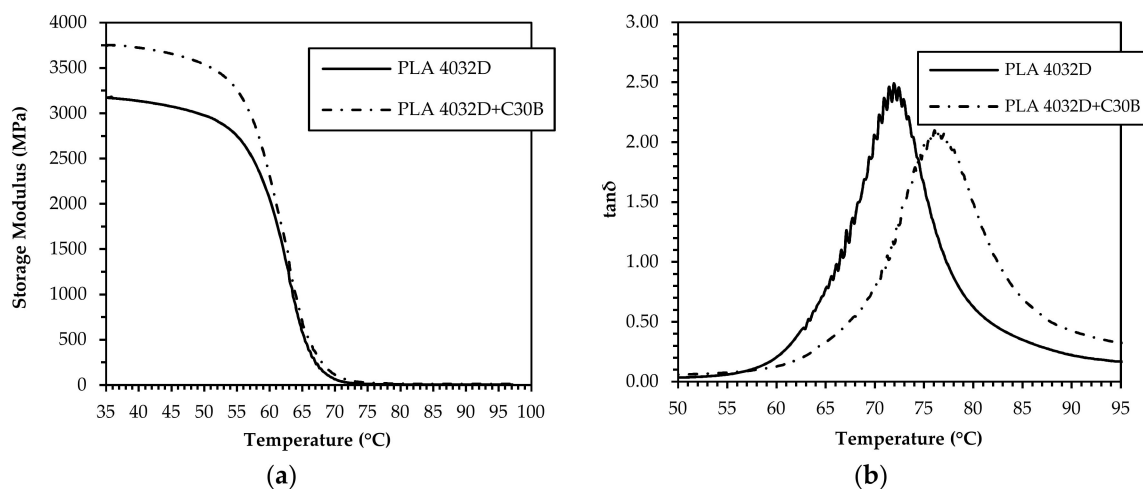 4000
3500
3000
2500
2000
1500
1000
500
0
Storage Modulus (MPa)
PLA 4032D
PLA 4032D+C30B
35 40 45 50 55 60 65 70 75 80 85 90 95 100
Temperature (°C)
(a)
3.00
2.50
2.00
1.50
1.00
0.50
0.00
tanδ
PLA 4032D
PLA 4032D+C30B
50 55 60 65 70 75 80 85 90 95
Temperature (°C)
(b)